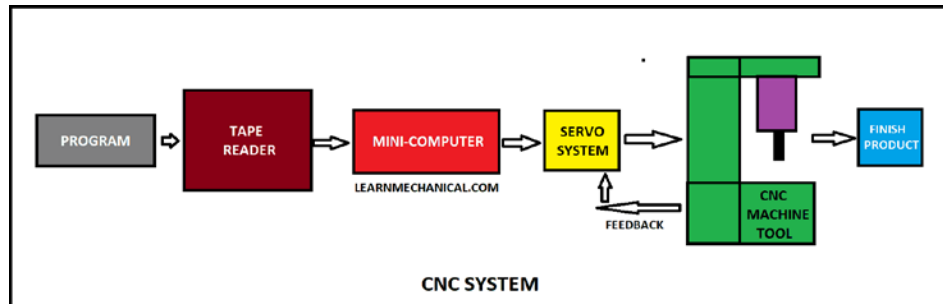 PROGRAM
TAPE
READER
MINI-COMPUTER
LEARNMECHANICAL.COM
SERVO
SYSTEM
FEEDBACK
CNC
MACHINE
TOOL
FINISH
PRODUCT
CNC SYSTEM